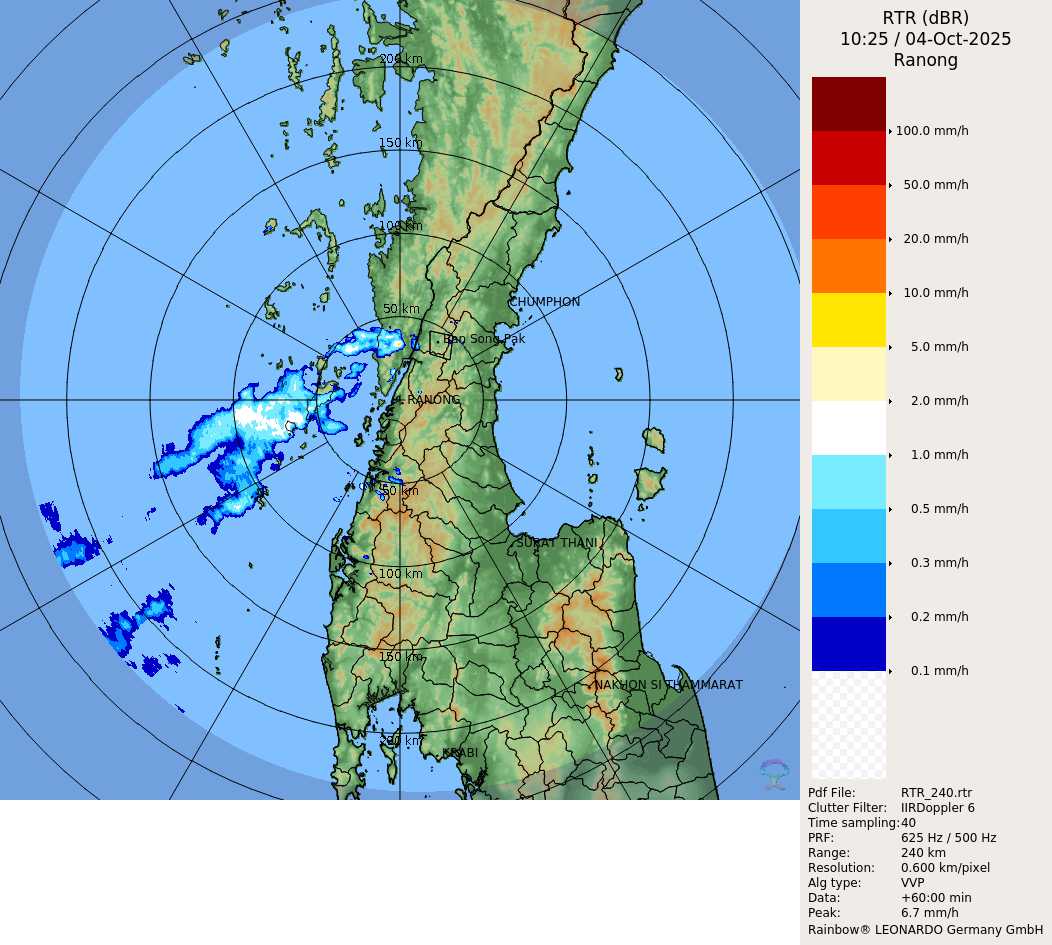 RTR (dBR)
10:25 / 04-Oct-2025
Ranong
200 km
150 km
100 km
50 km
CHUMPHON
Ban Song Pak
RANONG
50 km
SURAT THANI
100 km
150 km
NAKHON SI THAMMARAT
200 km
KRABI
100.0 mm/h
50.0 mm/h
20.0 mm/h
10.0 mm/h
5.0 mm/h
2.0 mm/h
1.0 mm/h
0.5 mm/h
0.3 mm/h
0.2 mm/h
0.1 mm/h
Pdf File: RTR_240.rtr
Clutter Filter: IIRDoppler 6
Time sampling: 40
PRF: 625 Hz / 500 Hz
Range: 240 km
Resolution: 0.600 km/pixel
Alg type: VVP
Data: +60:00 min
Peak: 6.7 mm/h
Rainbow® LEONARDO Germany GmbH